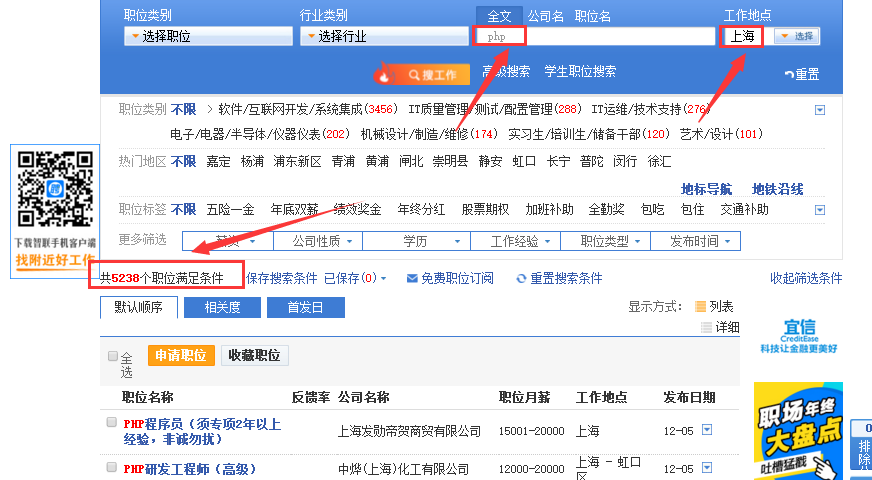 职位类别
行业类别
全文 公司名 职位名
工作地点
选择职位
选择行业
php
上海
选择
搜工作
高级搜索 学生职位搜索
重置
职位类别 不限 软件/互联网开发/系统集成(3456) IT质量管理/测试/配置管理(288) IT运维/技术支持(276)
电子/电器/半导体/仪器仪表(202) 机械设计/制造/维修(174) 实习生/培训生/储备干部(120) 艺术/设计(101)
热门地区 不限 嘉定 杨浦 浦东新区 青浦 黄浦 闸北 崇明县 静安 虹口 长宁 普陀 闵行 徐汇
地标导航 地铁沿线
职位标签 不限 五险一金 年底双薪 绩效奖金 年终分红 股票期权 加班补助 全勤奖 包吃 包住 交通补助
更多筛选 月薪 公司性质 学历 工作经验 职位类型 发布时间
下载智联手机客户端
找附近好工作
共5238个职位满足条件 保存搜索条件 已保存(0) 免费职位订阅 重置搜索条件 收起筛选条件
默认顺序 相关度 首发日
显示方式： 列表
详细
宜信
CreditEase
科技让金融更美好
全选
申请职位 收藏职位
职位名称 反馈率 公司名称 职位月薪 工作地点 发布日期
PHP程序员（须专项2年以上
经验，非诚勿扰）
上海发勋帝贺商贸有限公司 15001-20000 上海 12-05
PHP研发工程师（高级） 中烨(上海)化工有限公司 12000-20000 上海 - 虹口
区
12-05
职场年终
大盘点
吐槽猛戳
0
排
除